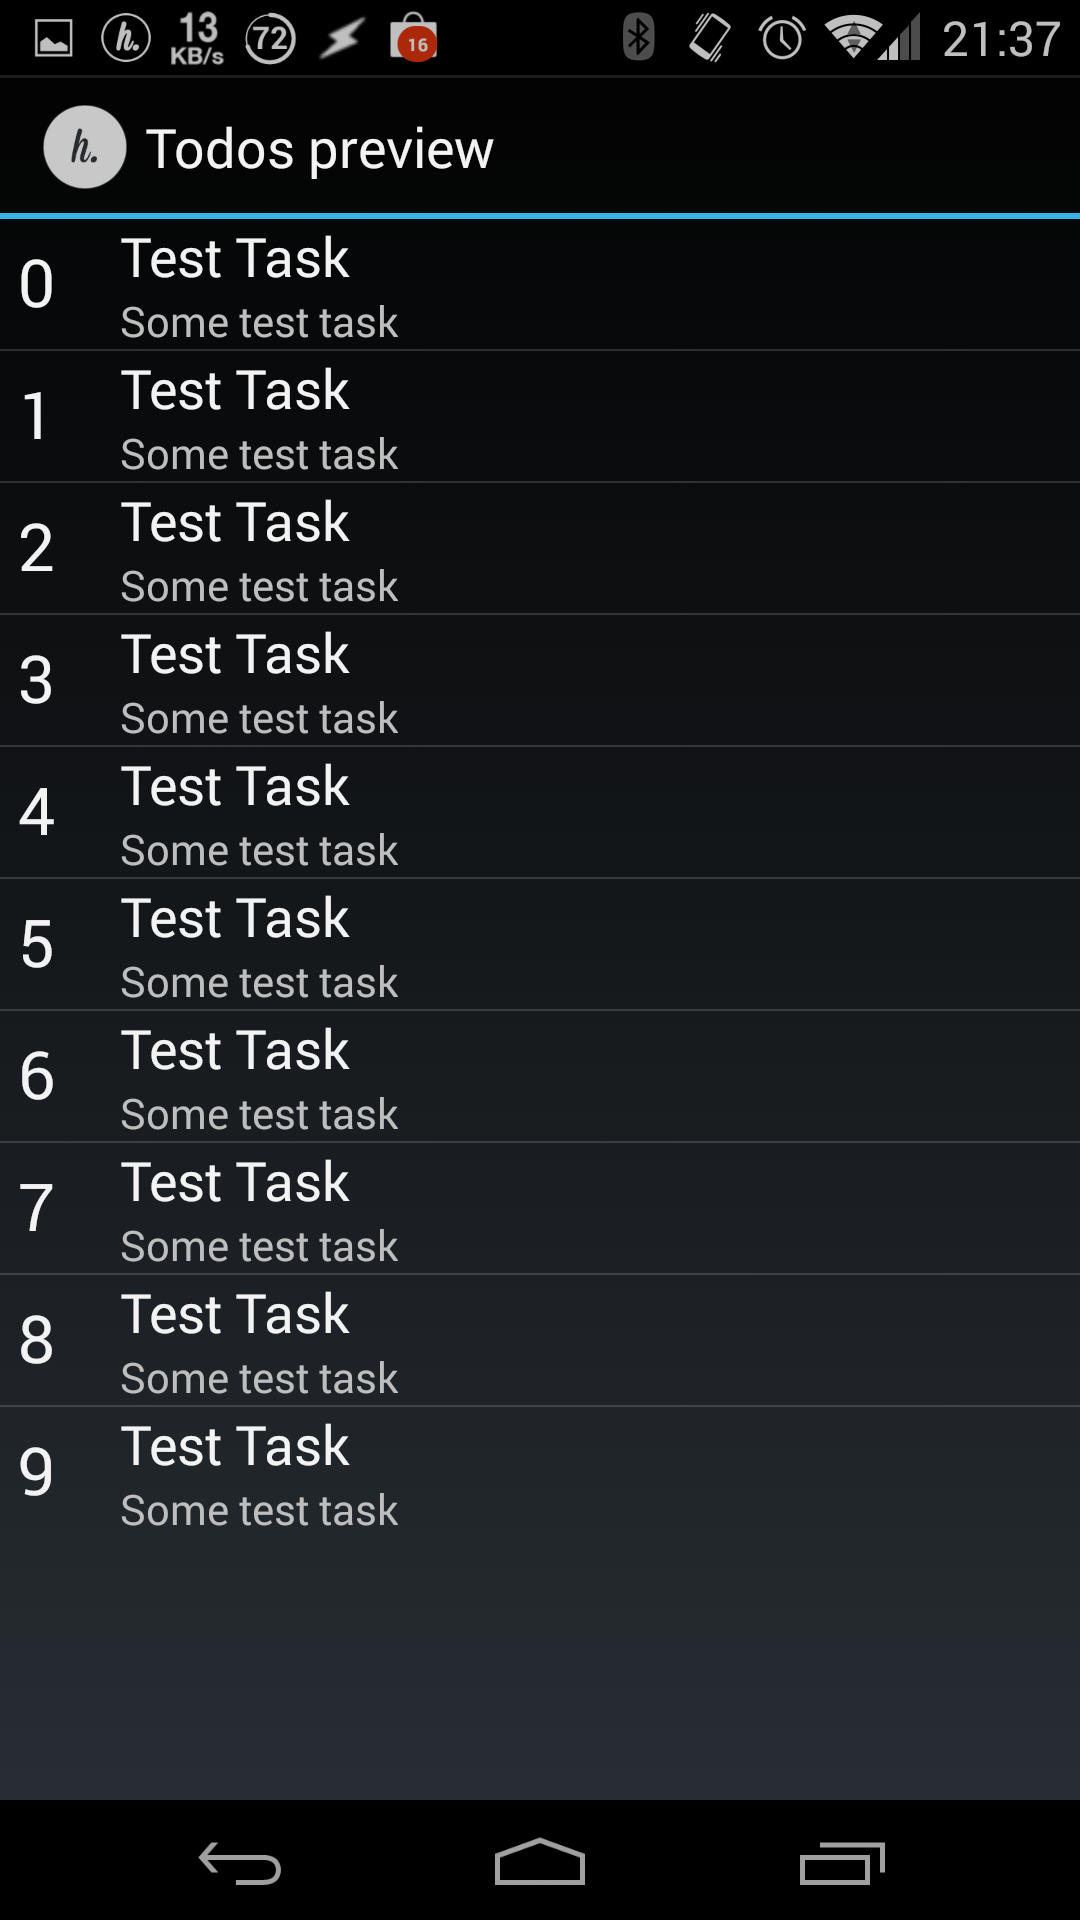 h. 13 KB/s 72 16 21:37
h. Todos preview
0 Test Task
Some test task
1 Test Task
Some test task
2 Test Task
Some test task
3 Test Task
Some test task
4 Test Task
Some test task
5 Test Task
Some test task
6 Test Task
Some test task
7 Test Task
Some test task
8 Test Task
Some test task
9 Test Task
Some test task